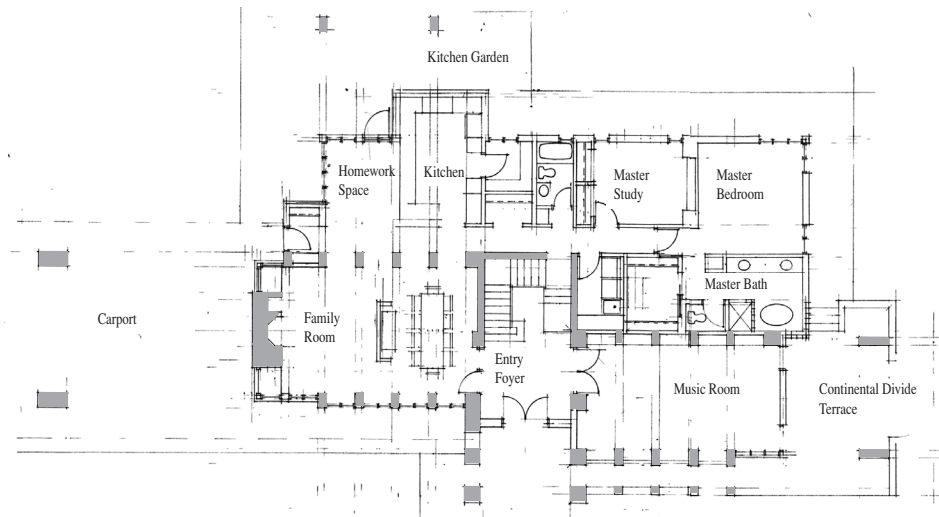 Kitchen Garden
Homework
Space
Kitchen
Master
Study
Master
Bedroom
Master Bath
Carport
Family
Room
Entry
Foyer
Music Room
Continental Divide
Terrace